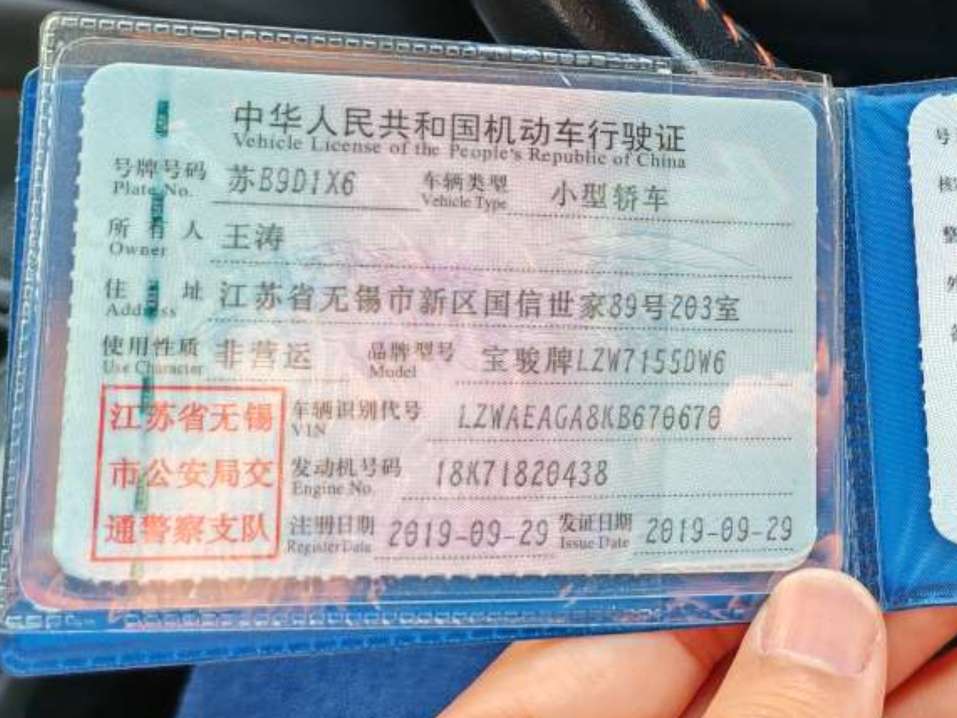 中华人民共和国机动车行驶证
Vehicle License of the People's Republic of China
号牌号码 苏B9D1X6 车辆类型 小型轿车
Plate No. Vehicle Type
所有人 王涛
Owner
住址 江苏省无锡市新区国信世家89号203室
Address
使用性质 非营运 品牌型号 宝骏牌LZW7155DW6
Use Character Model
江苏省无锡 车辆识别代号 LZWAEAGA8KB670670
VIN
市公安局交 发动机号码 18K71820438
Engine No.
通警察支队 注册日期 2019-09-29 发证日期 2019-09-29
Register Date Issue Date
号
核
整
外